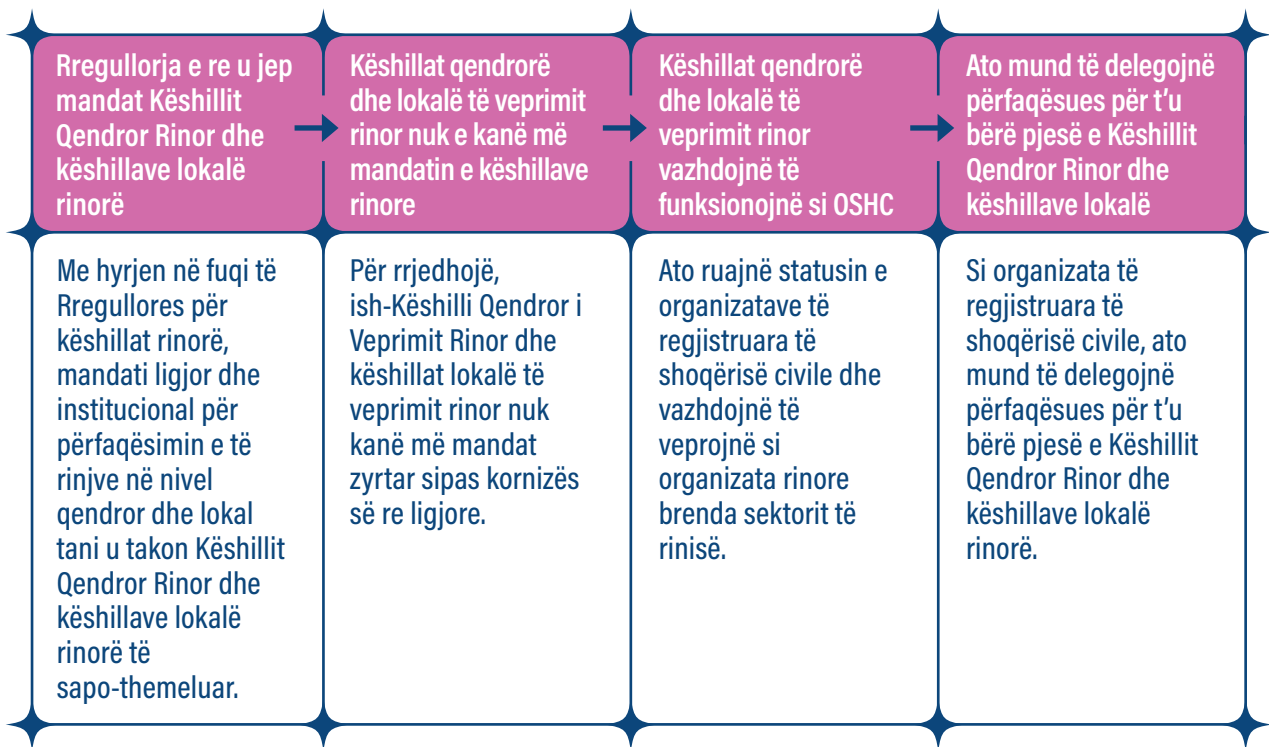 Rregullorja e re u jep
mandat Këshillit
Qendror Rinor dhe
këshillave lokalë
rinorë
Këshillat qendrorë
dhe lokalë të veprimit
rinor nuk e kanë më
mandatin e këshillave
rinore
Këshillat qendrorë
dhe lokalë të
veprimit rinor
vazhdojnë të
funksionojnë si OSHC
Ato mund të delegojnë
përfaqësues për t’u
bërë pjesë e Këshillit
Qendror Rinor dhe
këshillave lokalë
Me hyrjen në fuqi të
Rregullores për
këshillat rinorë,
mandati ligjor dhe
institucional për
përfaqësimin e të
rinjve në nivel
qendror dhe lokal
tani u takon Këshillit
Qendror Rinor dhe
këshillave lokalë
rinorë të
sapo-themeluar.
Për rrjedhojë,
ish-Këshilli Qendror i
Veprimit Rinor dhe
këshillat lokalë të
veprimit rinor nuk
kanë më mandat
zyrtar sipas kornizës
së re ligjore.
Ato ruajnë statusin e
organizatave të
regjistruara të
shoqërisë civile dhe
vazhdojnë të
veprojnë si
organizata rinore
brenda sektorit të
rinisë.
Si organizata të
regjistruara të
shoqërisë civile, ato
mund të delegojnë
përfaqësues për t’u
bërë pjesë e Këshillit
Qendror Rinor dhe
këshillave lokalë
rinorë.